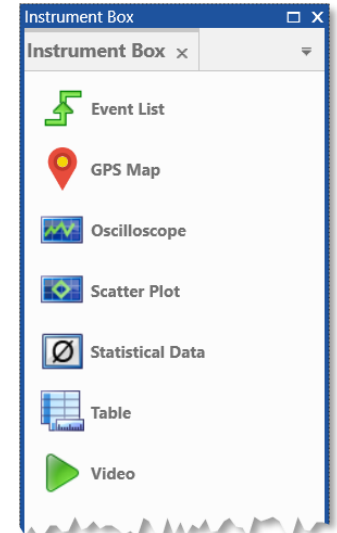 Instrument Box
Instrument Box
Event List
GPS Map
Oscilloscope
Scatter Plot
Statistical Data
Table
Video